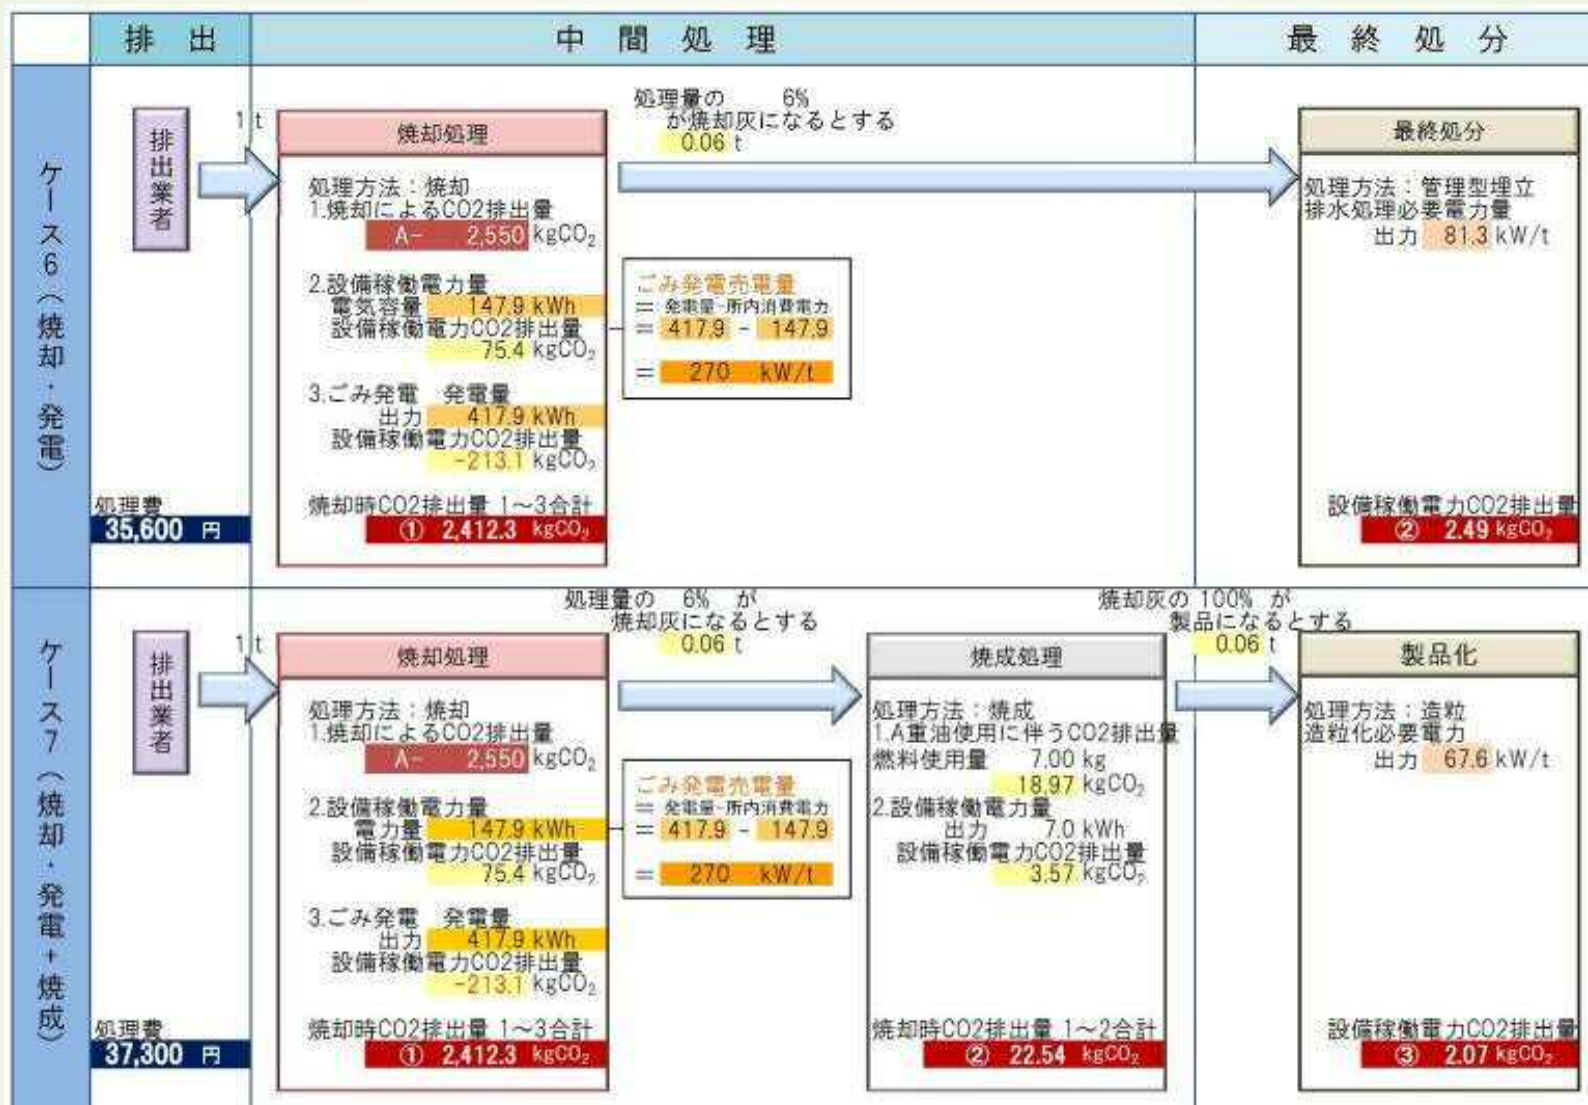 排出
中間処理
最終処分
ケース6(焼却・発電)
排出業者
1 t
処理費
35,600 円
焼却処理
処理方法：焼却
1.焼却によるCO2排出量
A- 2,550 kgCO₂
2.設備稼働電力量
電気容量 147.9 kWh
設備稼働電力CO2排出量
75.4 kgCO₂
3.ごみ発電 発電量
出力 417.9 kWh
設備稼働電力CO2排出量
-213.1 kgCO₂
焼却時CO2排出量 1～3合計
① 2,412.3 kgCO₂
処理量の 6%
が焼却灰になるとする
0.06 t
ごみ発電売電量
= 発電量-所内消費電力
= 417.9 - 147.9
= 270 kW/t
最終処分
処理方法：管理型埋立
排水処理必要電力量
出力 81.3 kW/t
設備稼働電力CO2排出量
② 2.49 kgCO₂
ケース7(焼却・発電+焼成)
排出業者
1 t
処理費
37,300 円
焼却処理
処理方法：焼却
1.焼却によるCO2排出量
A- 2,550 kgCO₂
2.設備稼働電力量
電力量 147.9 kWh
設備稼働電力CO2排出量
75.4 kgCO₂
3.ごみ発電 発電量
出力 417.9 kWh
設備稼働電力CO2排出量
-213.1 kgCO₂
焼却時CO2排出量 1～3合計
① 2,412.3 kgCO₂
処理量の 6% が
焼却灰になるとする
0.06 t
ごみ発電売電量
= 発電量-所内消費電力
= 417.9 - 147.9
= 270 kW/t
焼成処理
処理方法：焼成
1.A重油使用に伴うCO2排出量
燃料使用量 7.00 kg
18.97 kgCO₂
2.設備稼働電力量
出力 7.0 kWh
設備稼働電力CO2排出量
3.57 kgCO₂
焼却時CO2排出量 1～2合計
② 22.54 kgCO₂
焼却灰の 100% が
製品になるとする
0.06 t
製品化
処理方法：造粒
造粒化必要電力
出力 67.6 kW/t
設備稼働電力CO2排出量
③ 2.07 kgCO₂